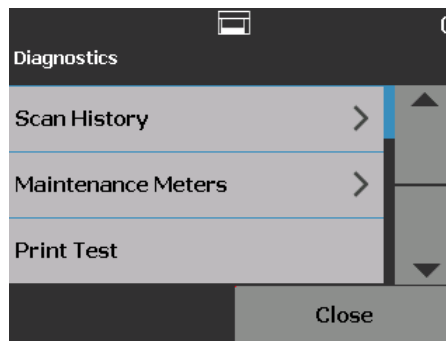 Diagnostics
Scan History
Maintenance Meters
Print Test
Close